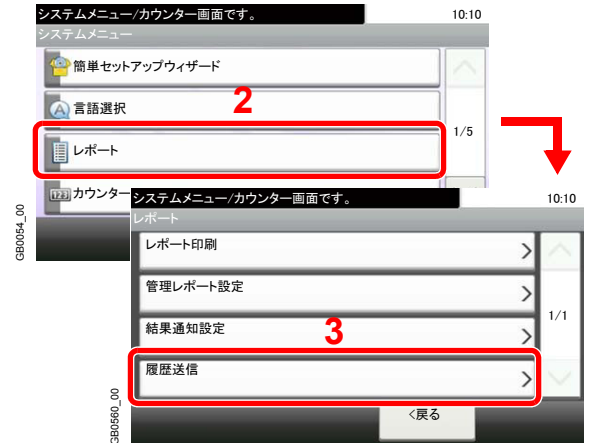 システムメニュー/カウンター画面です。
10:10
システムメニュー
簡単セットアップウィザード
言語選択
2
1/5
レポート
123 カウンター
GB0054_00
システムメニュー/カウンター画面です。
10:10
レポート
レポート印刷
管理レポート設定
1/1
結果通知設定
3
履歴送信
<戻る
GB0560_00